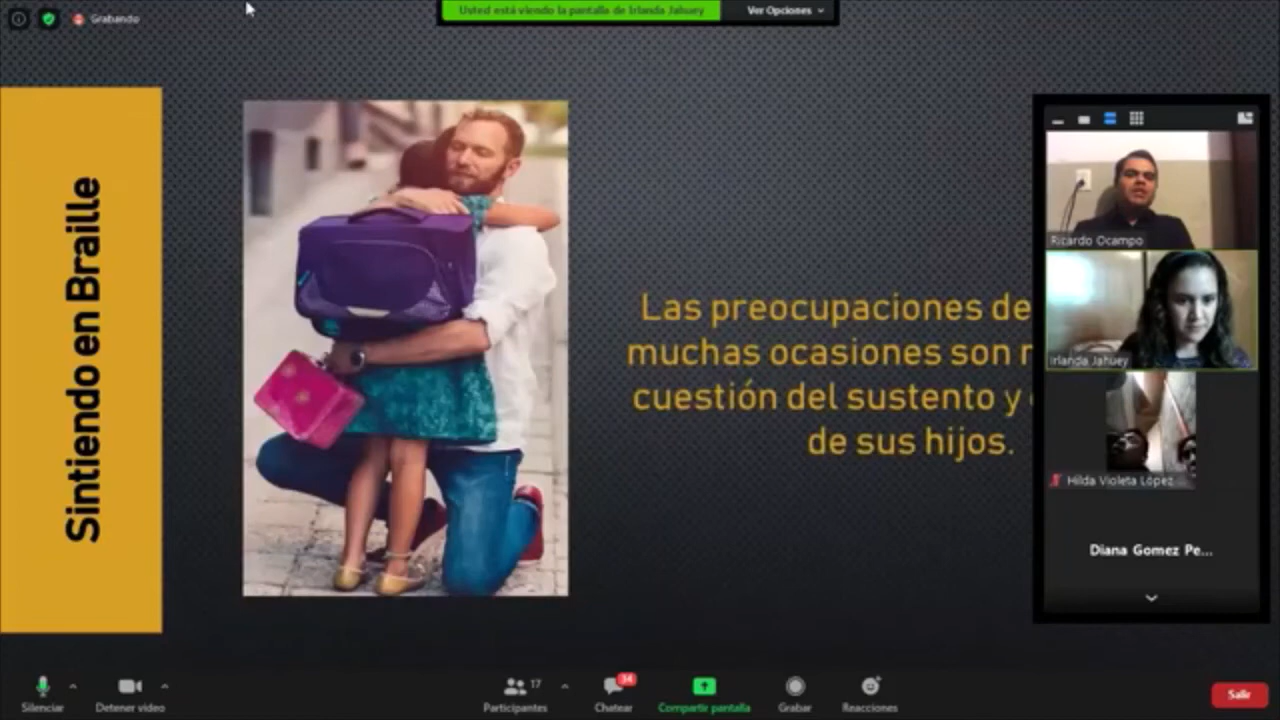 Grabando
Usted está viendo la pantalla de Irlanda Jahuey
Ver Opciones
Sintiendo en Braille
Las preocupaciones de
muchas ocasiones son
cuestión del sustento y
de sus hijos.
Ricardo Ocampo
Irlanda Jahuey
Hilda Violeta López
Diana Gomez Pe...
Silenciar
Detener video
17
Participantes
34
Chatear
Compartir pantalla
Grabar
Reacciones
Salir